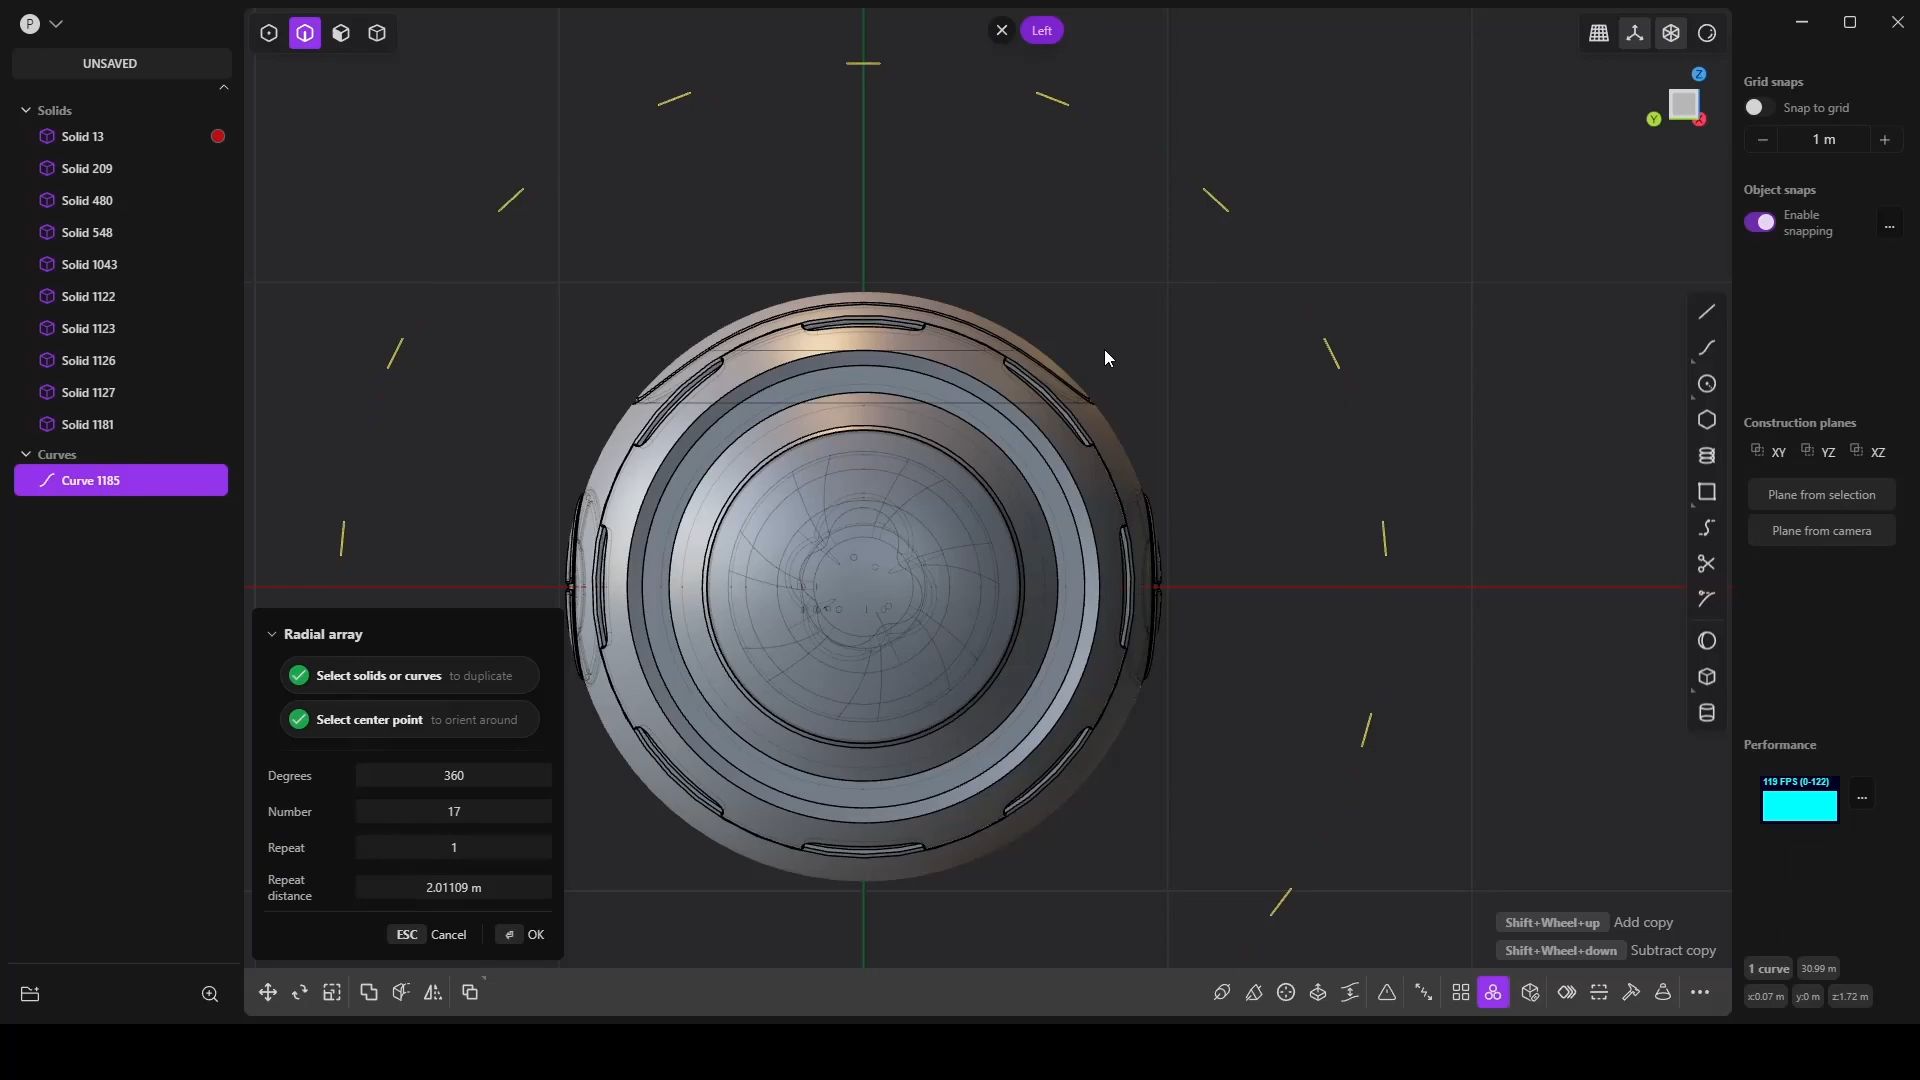 P
UNSAVED
Solids
Solid 13
Solid 209
Solid 480
Solid 548
Solid 1043
Solid 1122
Solid 1123
Solid 1126
Solid 1127
Solid 1181
Curves
Curve 1185
Left
Z
Y
X
Radial array
Select solids or curves to duplicate
Select center point to orient around
Degrees 360
Number 17
Repeat 1
Repeat distance 2.01109 m
ESC Cancel OK
Shift+Wheel+up Add copy
Shift+Wheel+down Subtract copy
Grid snaps
Snap to grid
− 1 m +
Object snaps
Enable snapping ...
Construction planes
XY YZ XZ
Plane from selection
Plane from camera
Performance
119 FPS (0-122)
...
1 curve 30.99 m
x:0.07 m y:0 m z:1.72 m